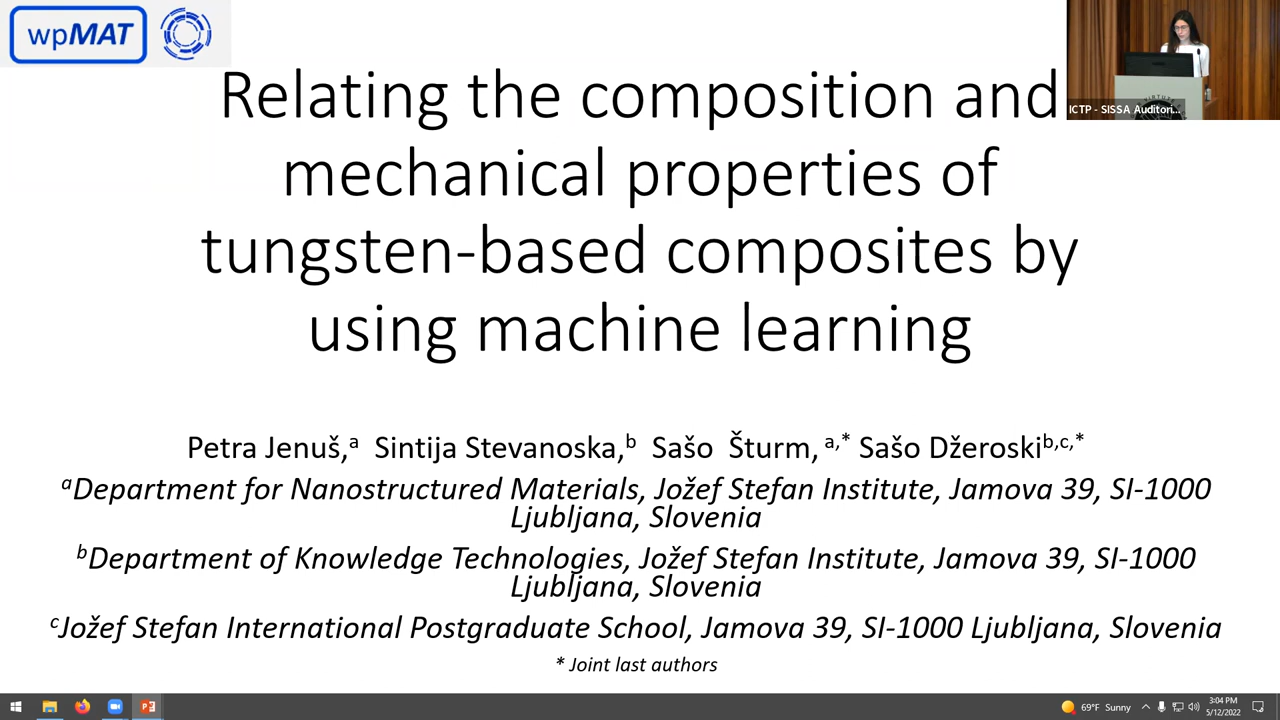 wpMAT
Relating the composition and
mechanical properties of
tungsten-based composites by
using machine learning
ICTP - SISSA Auditori...
Petra Jenuš,ᵃ Sintija Stevanoska,ᵇ Sašo Šturm, ᵃ,* Sašo Džeroskiᵇ,ᶜ,*
ᵃDepartment for Nanostructured Materials, Jožef Stefan Institute, Jamova 39, SI-1000
Ljubljana, Slovenia
ᵇDepartment of Knowledge Technologies, Jožef Stefan Institute, Jamova 39, SI-1000
Ljubljana, Slovenia
ᶜJožef Stefan International Postgraduate School, Jamova 39, SI-1000 Ljubljana, Slovenia
* Joint last authors
69°F Sunny
3:04 PM
5/12/2022